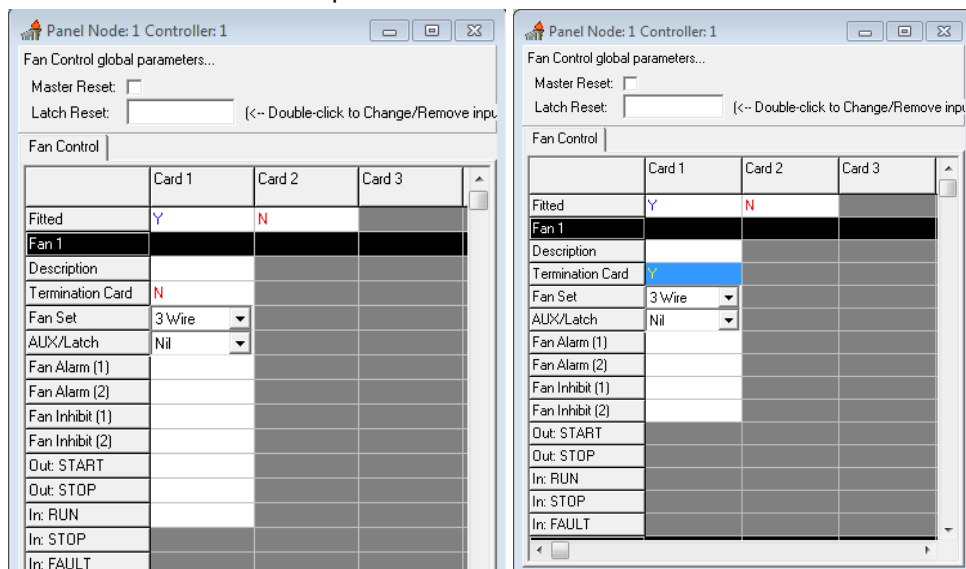 Panel Node: 1 Controller: 1
Fan Control global parameters...
Master Reset:
Latch Reset: (<-- Double-click to Change/Remove inpu
Fan Control
Card 1 Card 2 Card 3
Fitted Y N
Fan 1
Description
Termination Card N
Fan Set 3 Wire
AUX/Latch Nil
Fan Alarm (1)
Fan Alarm (2)
Fan Inhibit (1)
Fan Inhibit (2)
Out: START
Out: STOP
In: RUN
In: STOP
In: FAULT
Panel Node: 1 Controller: 1
Fan Control global parameters...
Master Reset:
Latch Reset: (<-- Double-click to Change/Remove inpu
Fan Control
Card 1 Card 2 Card 3
Fitted Y N
Fan 1
Description
Termination Card Y
Fan Set 3 Wire
AUX/Latch Nil
Fan Alarm (1)
Fan Alarm (2)
Fan Inhibit (1)
Fan Inhibit (2)
Out: START
Out: STOP
In: RUN
In: STOP
In: FAULT